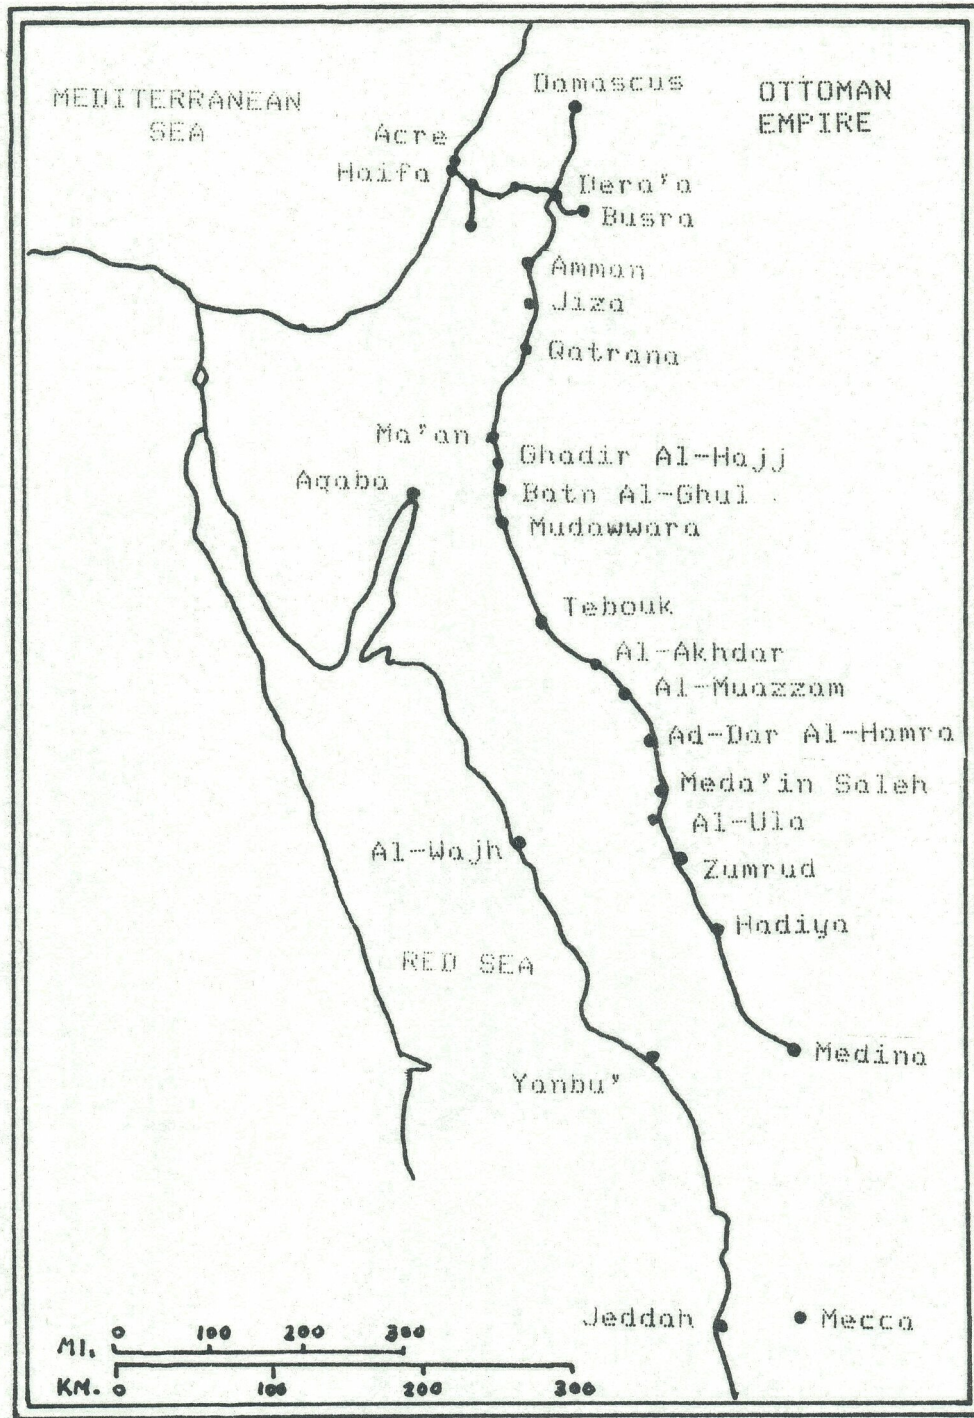 MEDITERRANEAN
SEA
Damascus
OTTOMAN
EMPIRE
Acre
Haifa
Dera'a
Busra
Amman
Jiza
Qatrana
Ma'an
Ghadir Al-Hajj
Aqaba
Batn Al-Ghul
Mudawwara
Tebouk
Al-Akhdar
Al-Muazzam
Ad-Dar Al-Hamra
Meda'in Saleh
Al-Ula
Al-Wajh
Zumrud
Hadiya
RED SEA
Medina
Yanbu'
Jeddah
Mecca
MI. 0 100 200 300
KM. 0 100 200 300